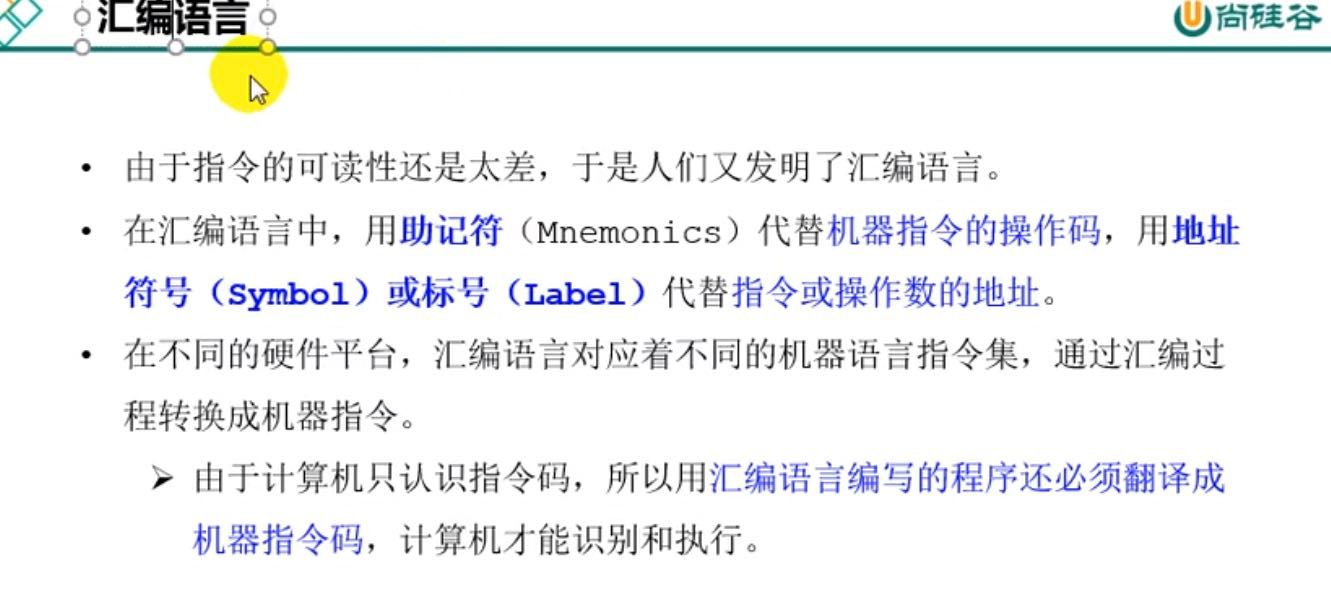 汇编语言
尚硅谷
• 由于指令的可读性还是太差，于是人们又发明了汇编语言。
• 在汇编语言中，用助记符（Mnemonics）代替机器指令的操作码，用地址
符号（Symbol）或标号（Label）代替指令或操作数的地址。
• 在不同的硬件平台，汇编语言对应着不同的机器语言指令集，通过汇编过
程转换成机器指令。
➢ 由于计算机只认识指令码，所以用汇编语言编写的程序还必须翻译成
机器指令码，计算机才能识别和执行。